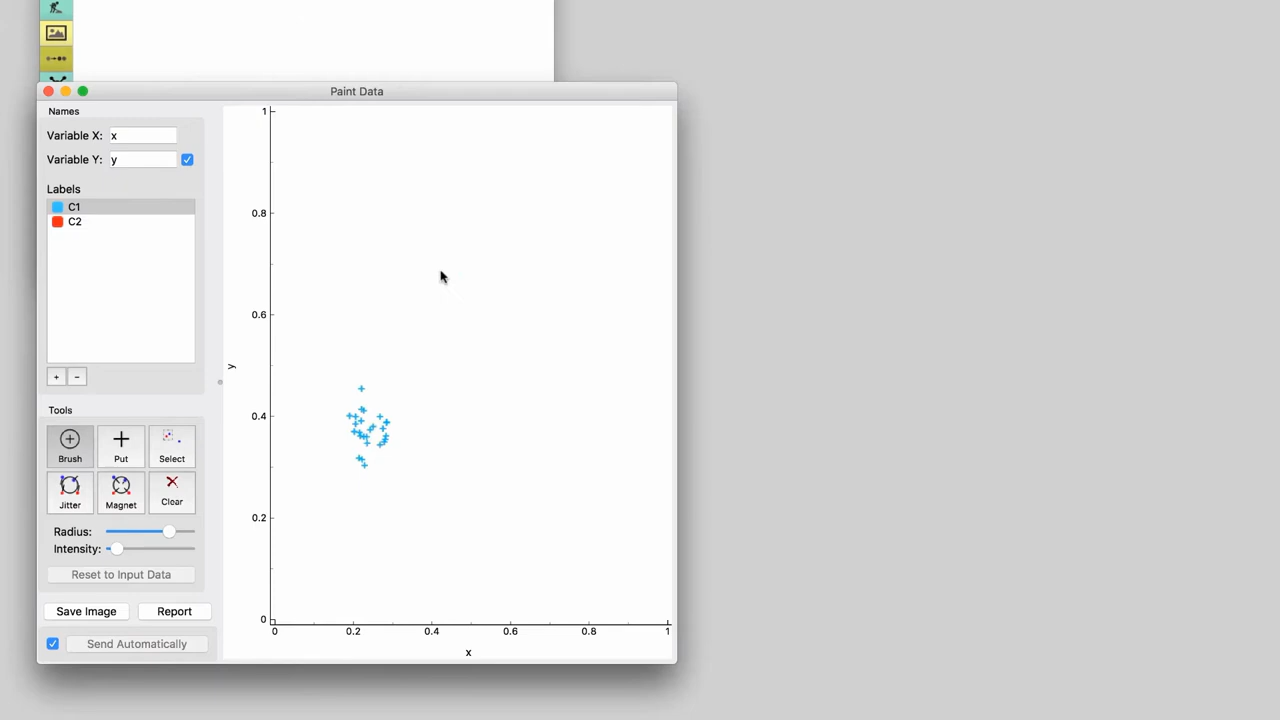 Paint Data
Names
Variable X: x
Variable Y: y
Labels
C1
C2
+ −
Tools
Brush Put Select
Jitter Magnet Clear
Radius:
Intensity:
Reset to Input Data
Save Image Report
Send Automatically
1
0.8
0.6
0.4
0.2
0
y
0 0.2 0.4 0.6 0.8 1
x